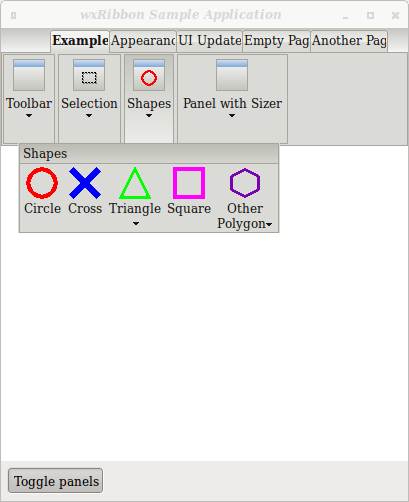 wxRibbon Sample Application
Example Appearanc UI Update Empty Pag Another Pag
Toolbar Selection Shapes Panel with Sizer
Shapes
Circle Cross Triangle Square Other
Polygon
Toggle panels